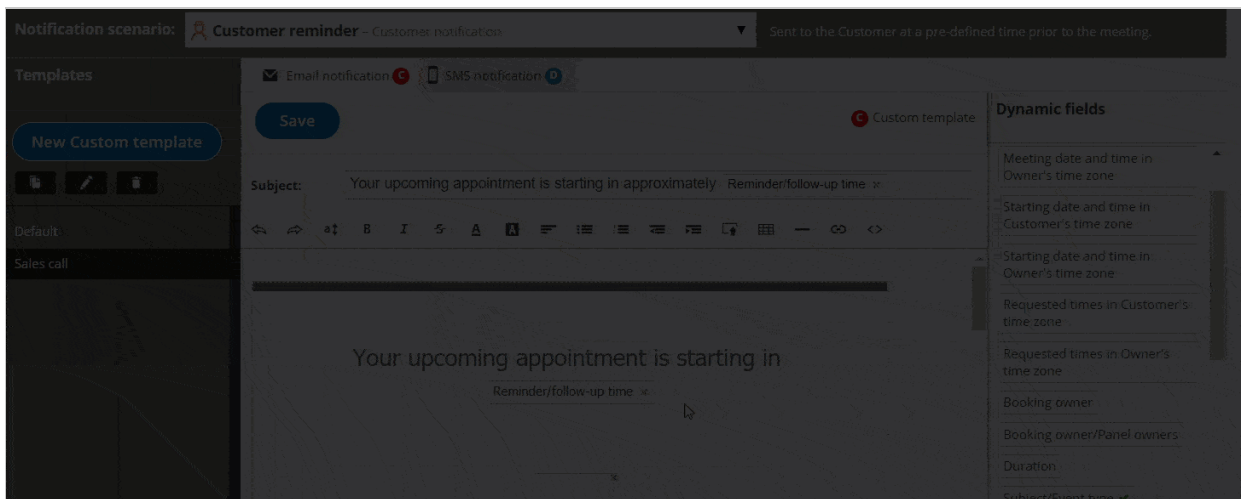 Notification scenario: Customer reminder – Customer notification Sent to the Customer at a pre-defined time prior to the meeting.
Templates
Email notification C SMS notification D
Save
C Custom template
Dynamic fields
New Custom template
Subject: Your upcoming appointment is starting in approximately Reminder/follow-up time ×
Default
Sales call
Your upcoming appointment is starting in
Reminder/follow-up time ×
Meeting date and time in
Owner's time zone
Starting date and time in
Customer's time zone
Starting date and time in
Owner's time zone
Requested times in Customer's
time zone
Requested times in Owner's
time zone
Booking owner
Booking owner/Panel owners
Duration
Subject/Event type